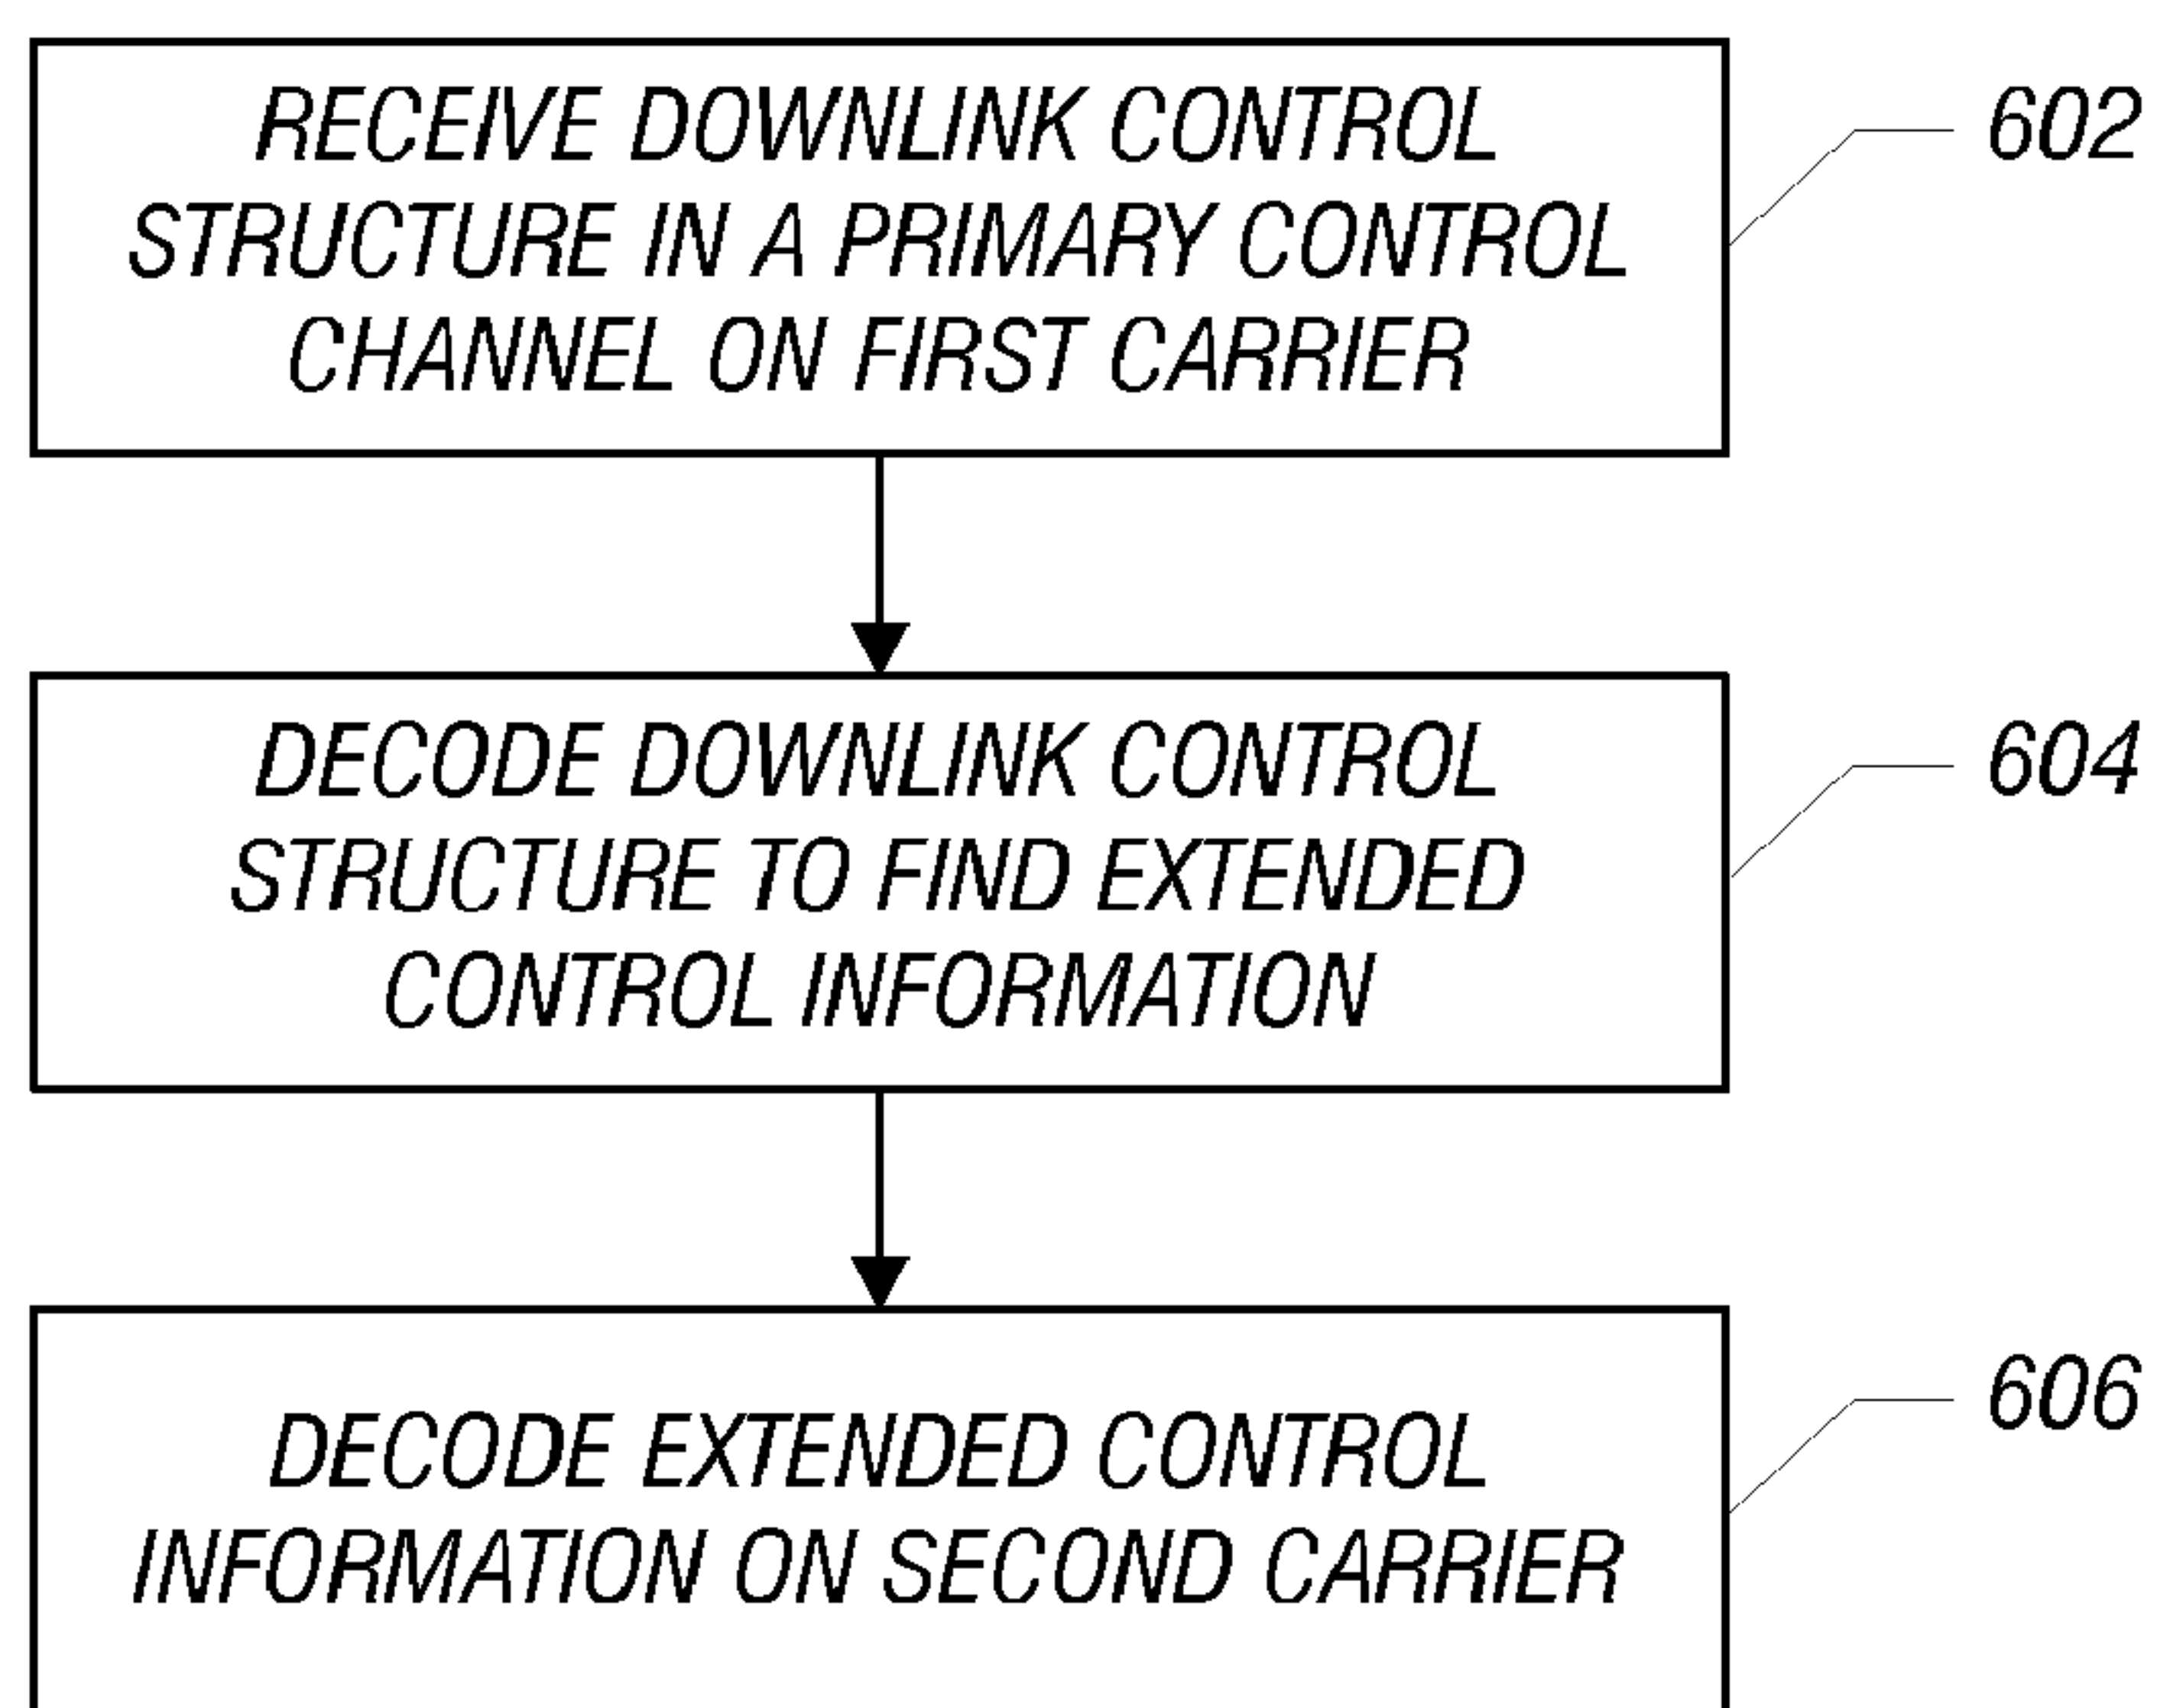 RECEIVE DOWNLINK CONTROL
STRUCTURE IN A PRIMARY CONTROL
CHANNEL ON FIRST CARRIER
602
DECODE DOWNLINK CONTROL
STRUCTURE TO FIND EXTENDED
CONTROL INFORMATION
604
DECODE EXTENDED CONTROL
INFORMATION ON SECOND CARRIER
606